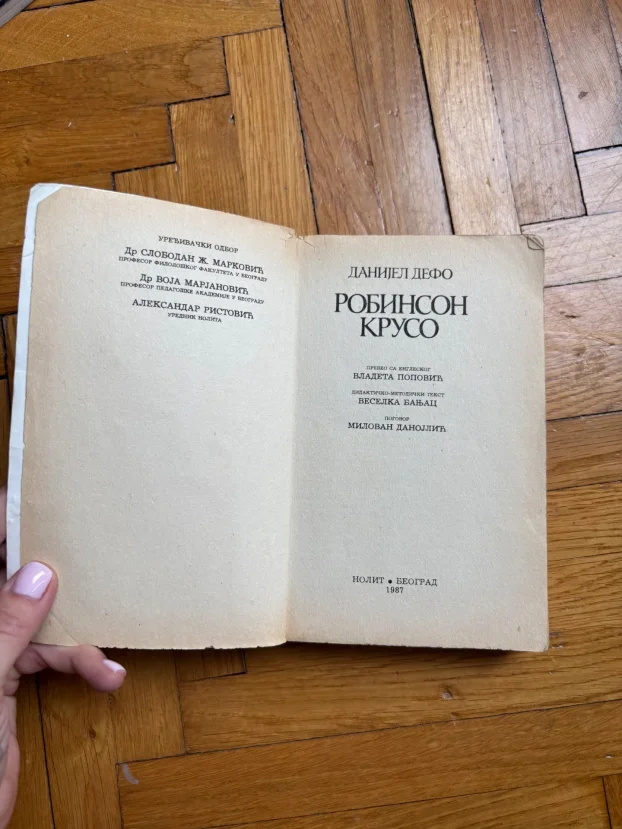 УРЕЂИВАЧКИ ОДБОР
Др СЛОБОДАН Ж. МАРКОВИЋ
ПРОФЕСОР ФИЛОЛОШКОГ ФАКУЛТЕТА У БЕОГРАДУ
Др ВОЈА МАРЈАНОВИЋ
ПРОФЕСОР ПЕДАГОШКЕ АКАДЕМИЈЕ У БЕОГРАДУ
АЛЕКСАНДАР РИСТОВИЋ
УРЕДНИК НОЛИТА
ДАНИЈЕЛ ДЕФО
РОБИНСОН
КРУСО
ПРЕВЕО СА ЕНГЛЕСКОГ
ВЛАДЕТА ПОПОВИЋ
ДИДАКТИЧКО-МЕТОДИЧКИ ТЕКСТ
ВЕСЕЛКА БАЊАЦ
ПОГОВОР
МИЛОВАН ДАНОЈЛИЋ
НОЛИТ • БЕОГРАД
1987